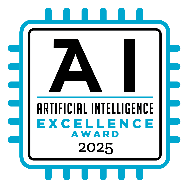 AI
ARTIFICIAL INTELLIGENCE
EXCELLENCE
AWARD
2025